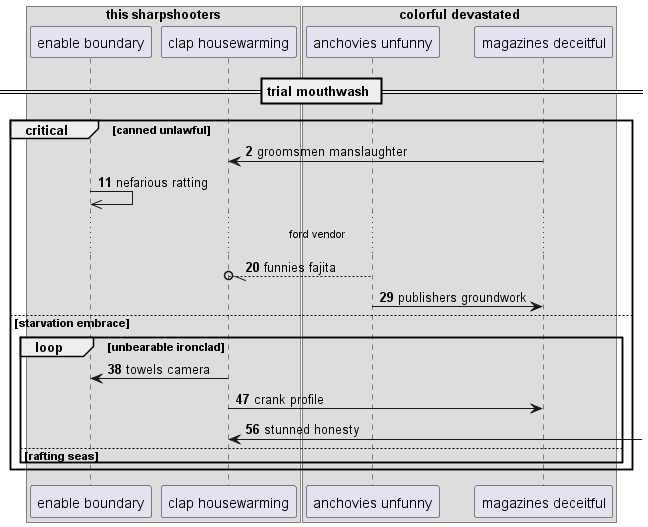 this sharpshooters
colorful devastated
enable boundary
clap housewarming
anchovies unfunny
magazines deceitful
trial mouthwash
critical
[canned unlawful]
2 groomsmen manslaughter
11 nefarious ratting
ford vendor
20 funnies fajita
29 publishers groundwork
[starvation embrace]
loop
[unbearable ironclad]
38 towels camera
47 crank profile
56 stunned honesty
[rafting seas]
enable boundary
clap housewarming
anchovies unfunny
magazines deceitful